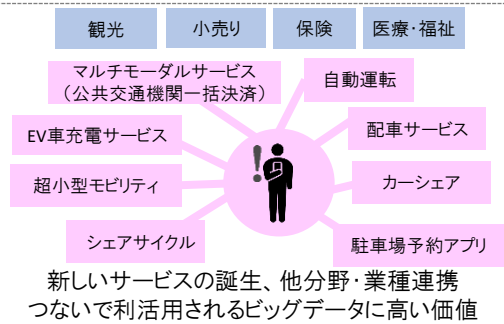 観光
小売り
保険
医療・福祉
マルチモーダルサービス
（公共交通機関一括決済）
自動運転
EV車充電サービス
配車サービス
超小型モビリティ
カーシェア
シェアサイクル
駐車場予約アプリ
新しいサービスの誕生、他分野・業種連携
つないで利活用されるビッグデータに高い価値